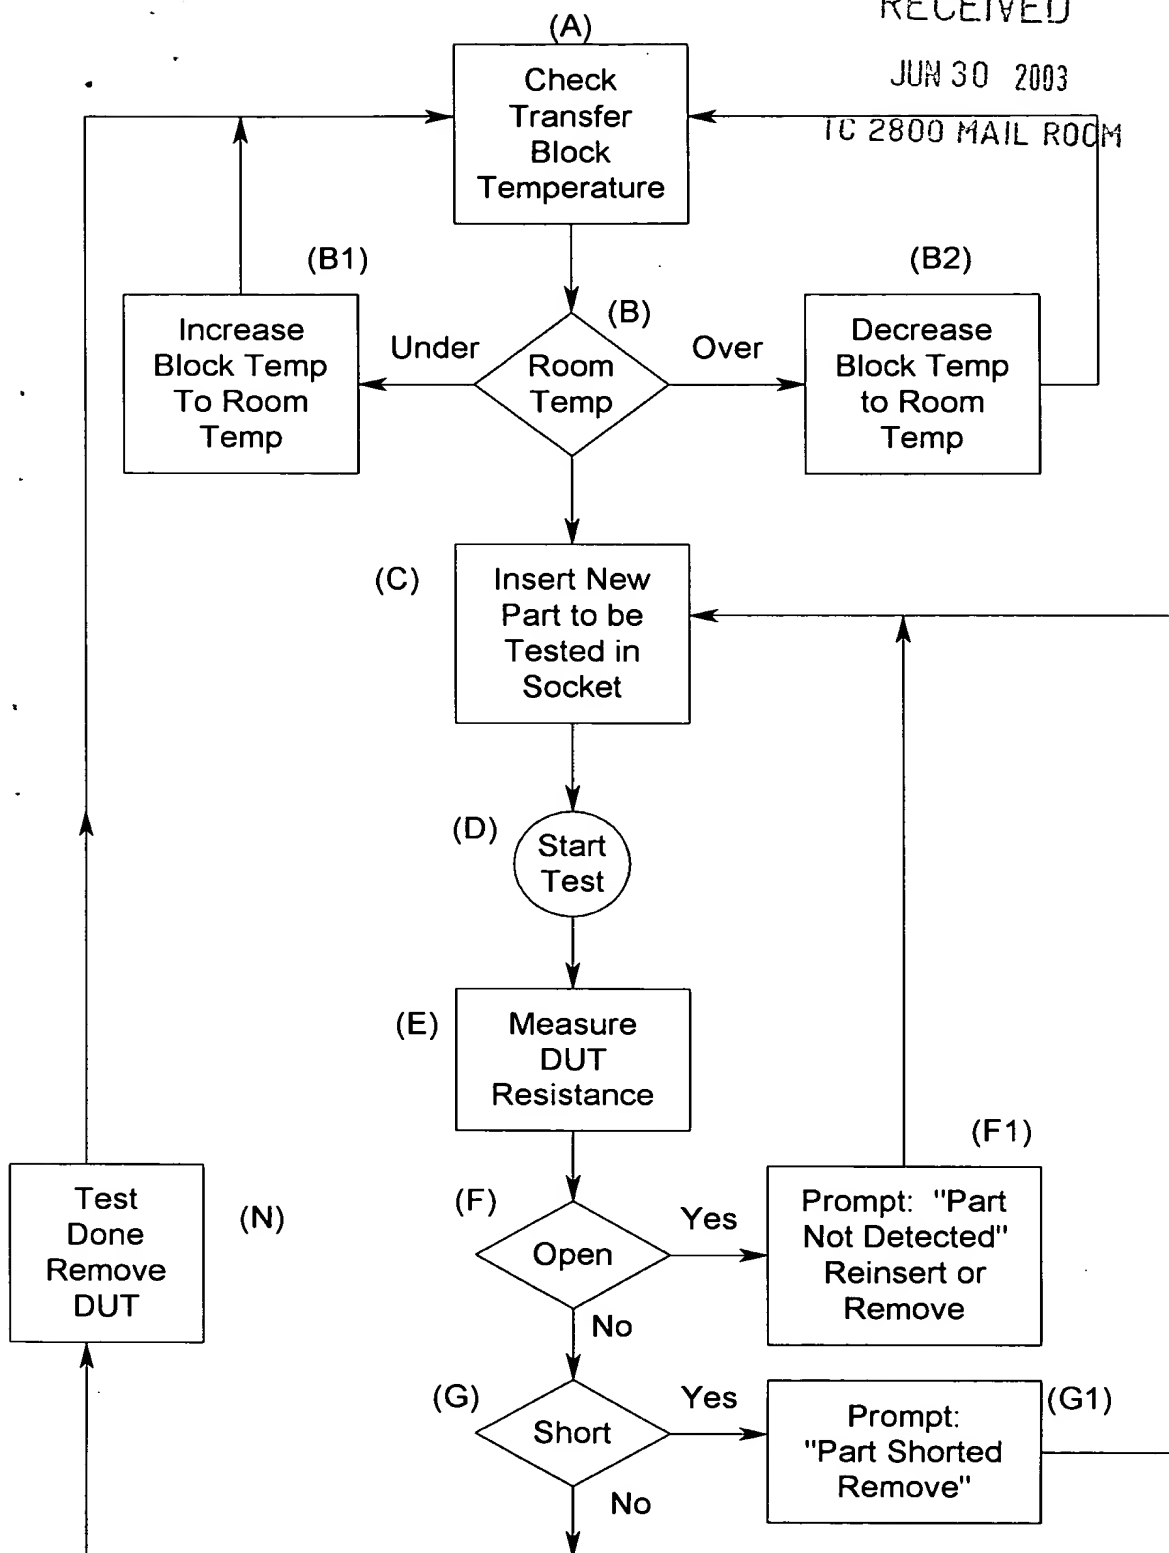 RECEIVED
JUN 30 2003
TC 2800 MAIL ROOM
(A)
Check
Transfer
Block
Temperature
(B1)
Increase
Block Temp
To Room
Temp
Under
(B)
Room
Temp
Over
(B2)
Decrease
Block Temp
to Room
Temp
(C)
Insert New
Part to be
Tested in
Socket
(D)
Start
Test
(E)
Measure
DUT
Resistance
(F)
Open
Yes
No
(F1)
Prompt: "Part
Not Detected"
Reinsert or
Remove
(N)
Test
Done
Remove
DUT
(G)
Short
Yes
No
(G1)
Prompt:
"Part Shorted
Remove"